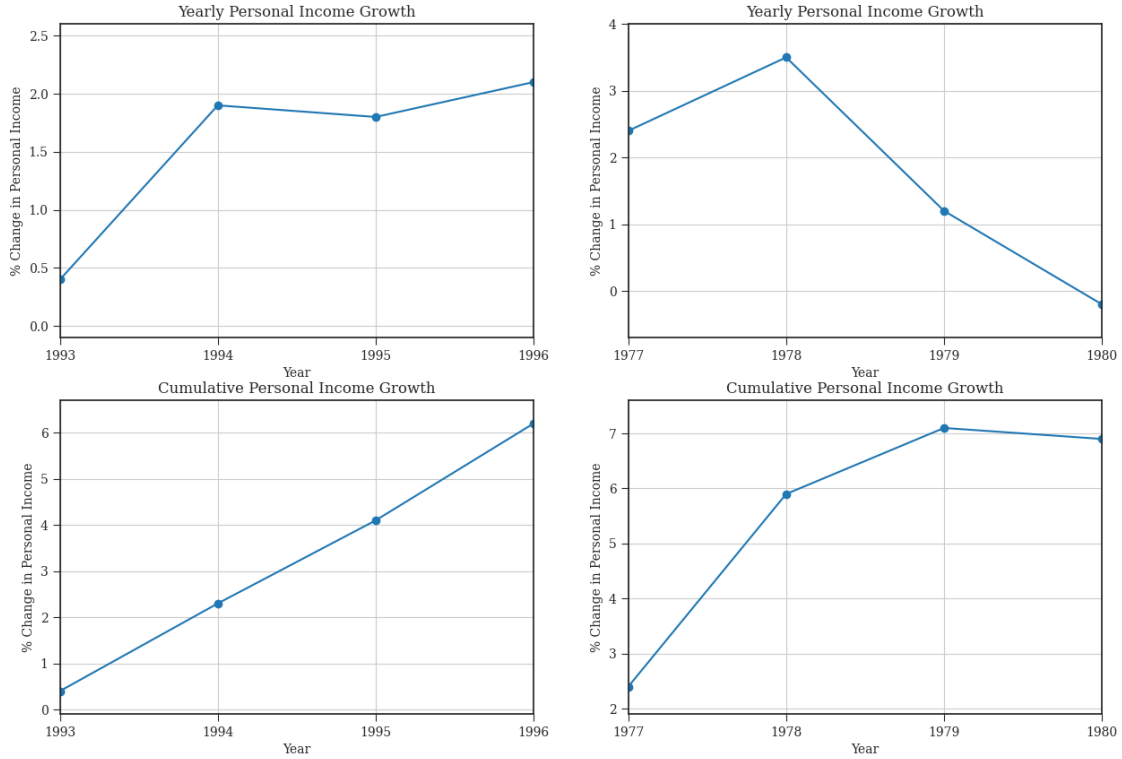 Yearly Personal Income Growth
% Change in Personal Income
2.5
2.0
1.5
1.0
0.5
0.0
1993 1994 1995 1996
Year
Yearly Personal Income Growth
% Change in Personal Income
4
3
2
1
0
1977 1978 1979 1980
Year
Cumulative Personal Income Growth
% Change in Personal Income
6
5
4
3
2
1
0
1993 1994 1995 1996
Year
Cumulative Personal Income Growth
% Change in Personal Income
7
6
5
4
3
2
1977 1978 1979 1980
Year